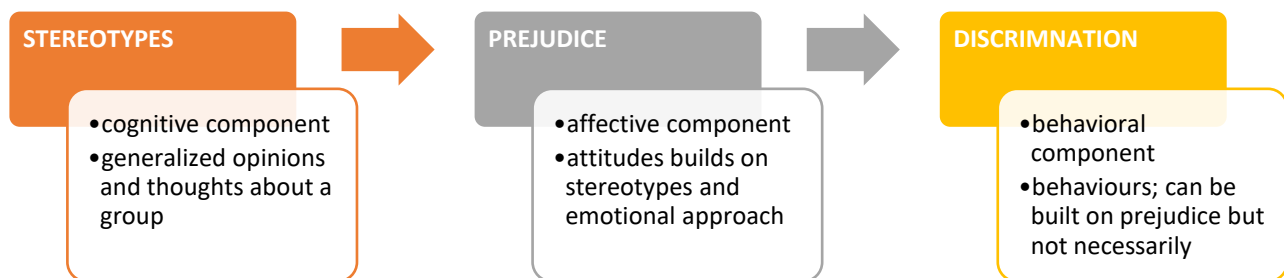 STEREOTYPES
•cognitive component
•generalized opinions
and thoughts about a
group
PREJUDICE
•affective component
•attitudes builds on
stereotypes and
emotional approach
DISCRIMNATION
•behavioral
component
•behaviours; can be
built on prejudice but
not necessarily